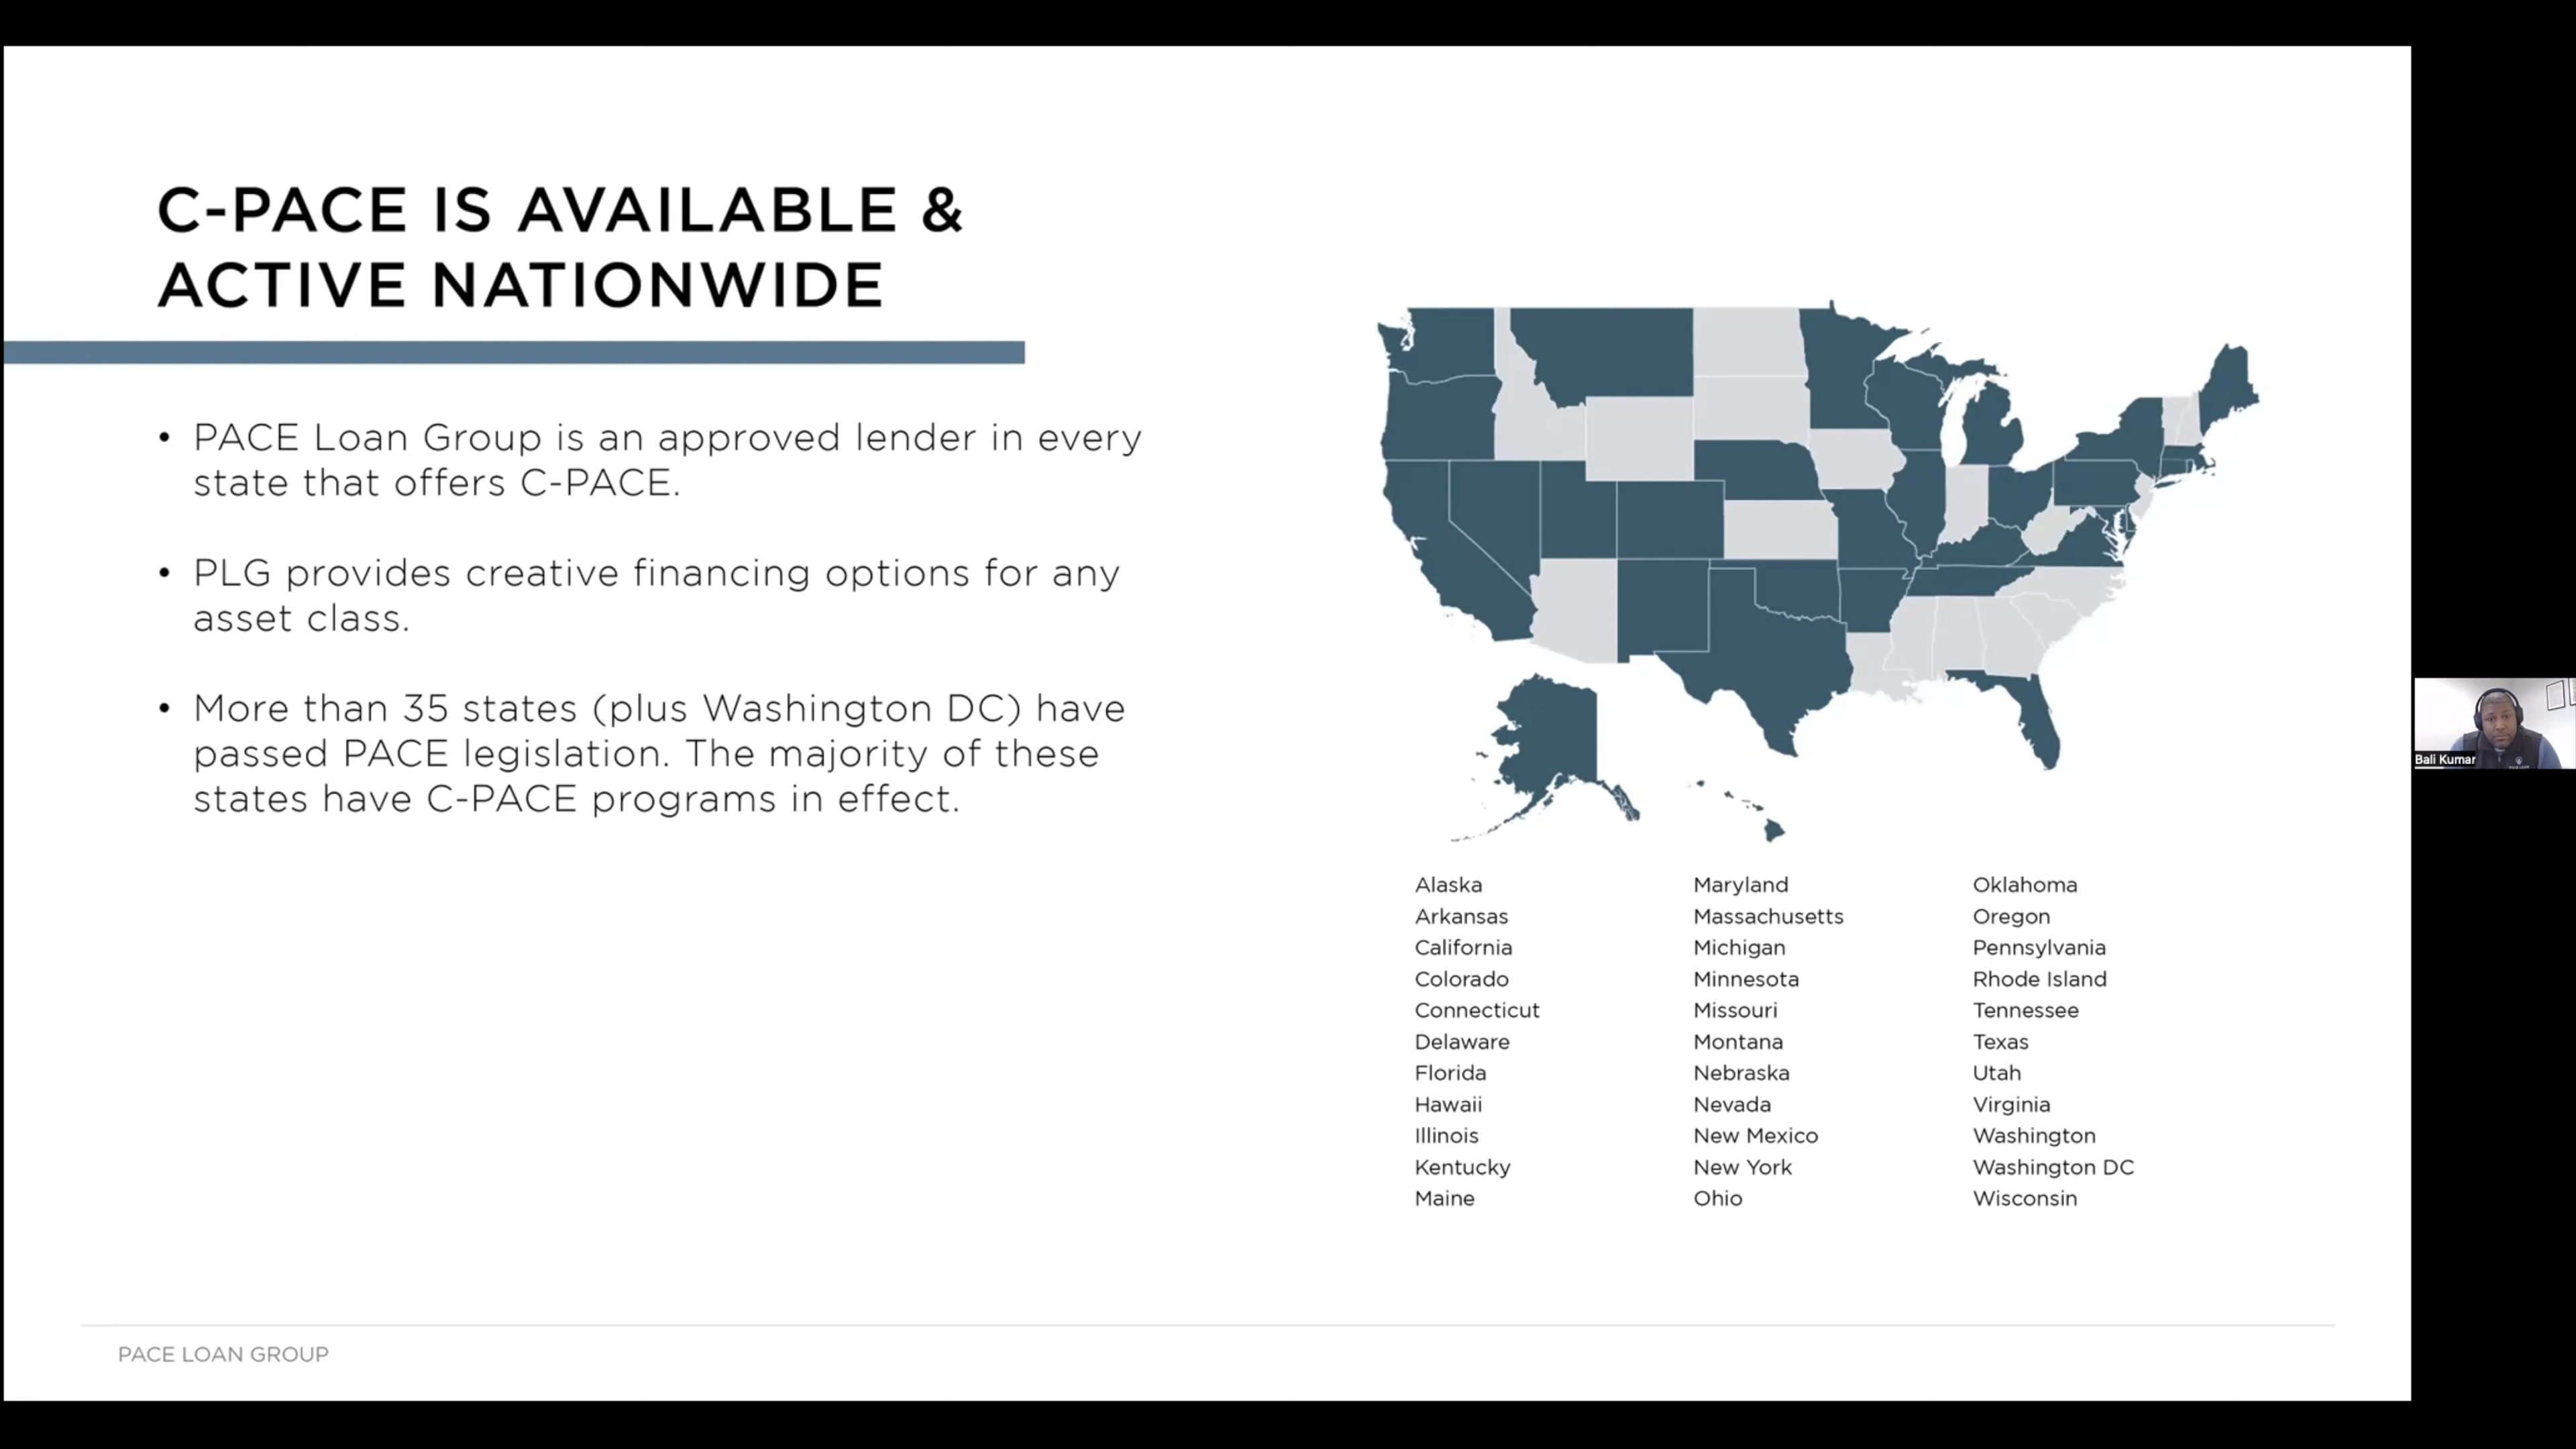 C-PACE IS AVAILABLE &
ACTIVE NATIONWIDE
• PACE Loan Group is an approved lender in every
state that offers C-PACE.
• PLG provides creative financing options for any
asset class.
• More than 35 states (plus Washington DC) have
passed PACE legislation. The majority of these
states have C-PACE programs in effect.
Alaska
Arkansas
California
Colorado
Connecticut
Delaware
Florida
Hawaii
Illinois
Kentucky
Maine
Maryland
Massachusetts
Michigan
Minnesota
Missouri
Montana
Nebraska
Nevada
New Mexico
New York
Ohio
Oklahoma
Oregon
Pennsylvania
Rhode Island
Tennessee
Texas
Utah
Virginia
Washington
Washington DC
Wisconsin
PACE LOAN GROUP
Bali Kumar